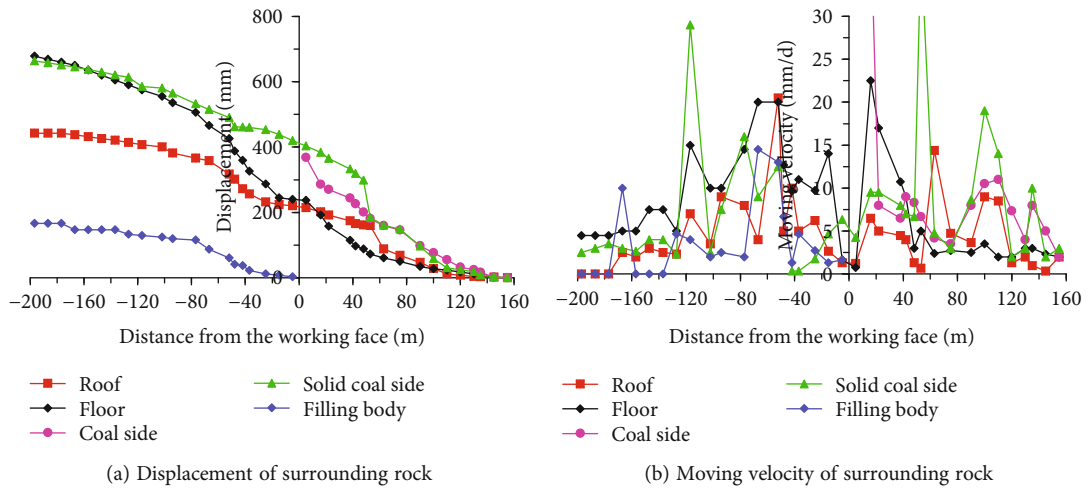 800
600
400
200
0
Displacement (mm)
−200 −160 −120 −80 −40 0 40 80 120 160
Distance from the working face (m)
Roof
Floor
Coal side
Solid coal side
Filling body
(a) Displacement of surrounding rock
30
25
20
15
10
5
0
Moving velocity (mm/d)
−200 −160 −120 −80 −40 0 40 80 120 160
Distance from the working face (m)
Roof
Floor
Coal side
Solid coal side
Filling body
(b) Moving velocity of surrounding rock